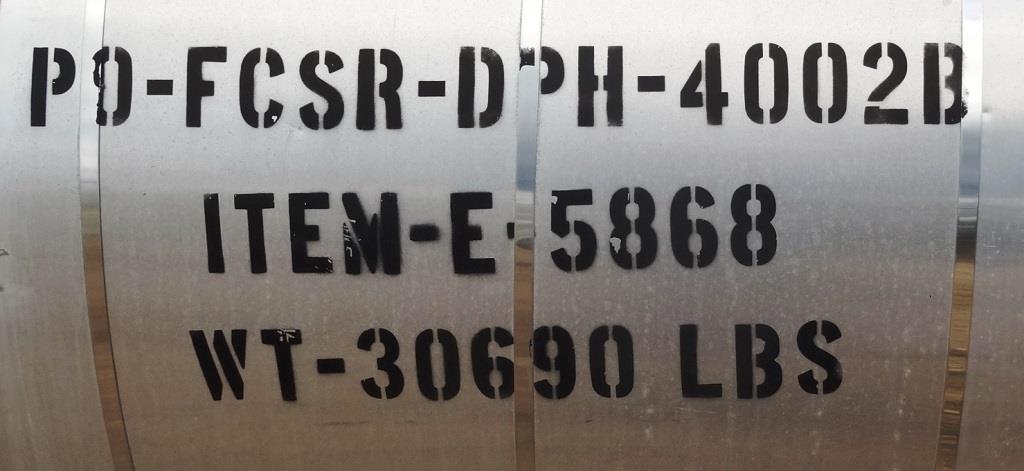 PO-FCSR-DPH-4002B
ITEM-E-5868
WT-30690 LBS